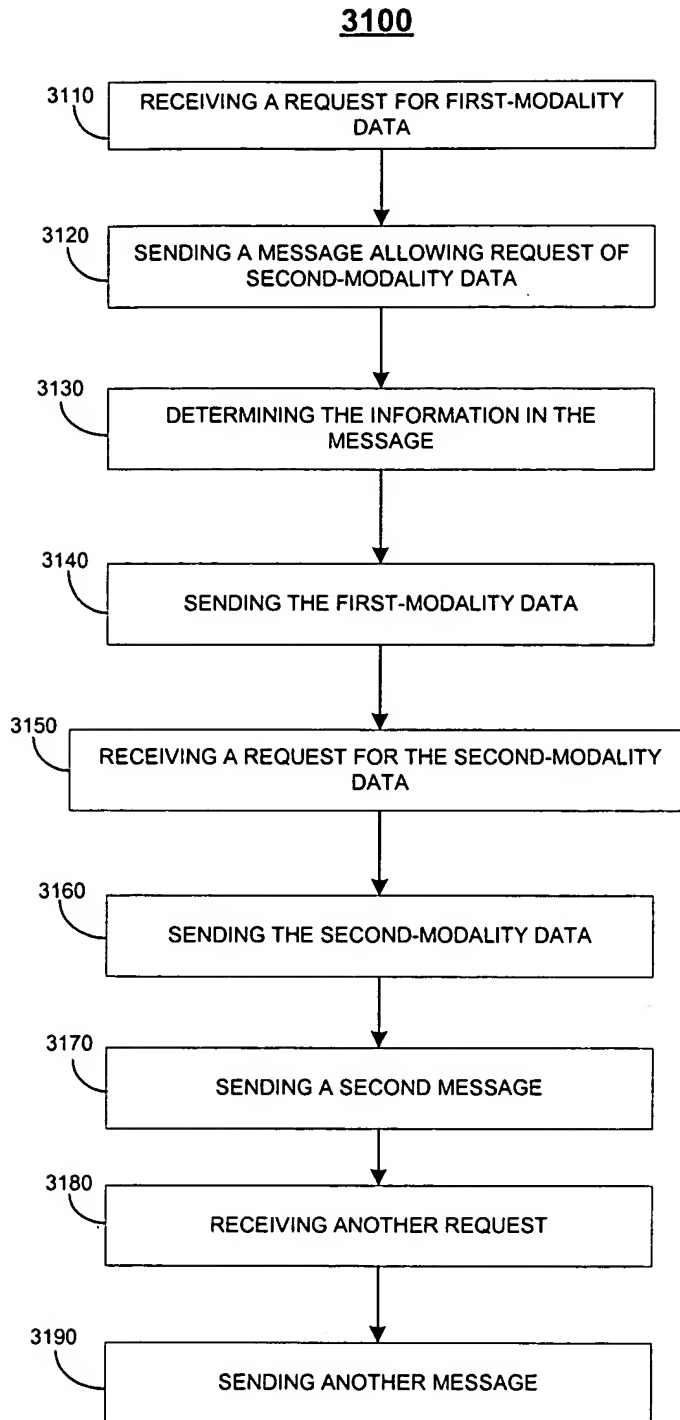 3100
3110
RECEIVING A REQUEST FOR FIRST-MODALITY
DATA
3120
SENDING A MESSAGE ALLOWING REQUEST OF
SECOND-MODALITY DATA
3130
DETERMINING THE INFORMATION IN THE
MESSAGE
3140
SENDING THE FIRST-MODALITY DATA
3150
RECEIVING A REQUEST FOR THE SECOND-MODALITY
DATA
3160
SENDING THE SECOND-MODALITY DATA
3170
SENDING A SECOND MESSAGE
3180
RECEIVING ANOTHER REQUEST
3190
SENDING ANOTHER MESSAGE